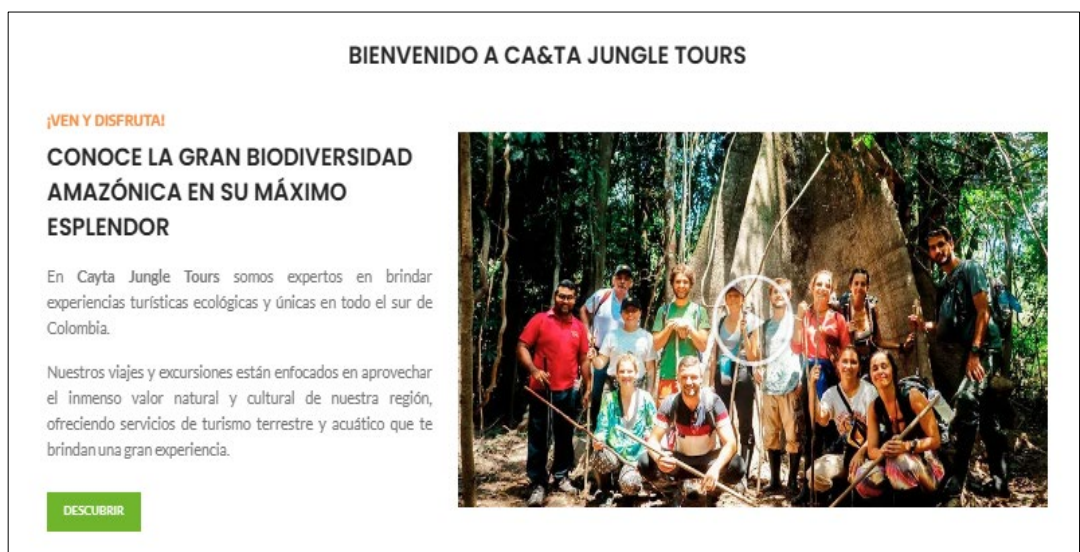 BIENVENIDO A CA&TA JUNGLE TOURS
¡VEN Y DISFRUTA!
CONOCE LA GRAN BIODIVERSIDAD
AMAZÓNICA EN SU MÁXIMO
ESPLENDOR
En Cayta Jungle Tours somos expertos en brindar
experiencias turísticas ecológicas y únicas en todo el sur de
Colombia.
Nuestros viajes y excursiones están enfocados en aprovechar
el inmenso valor natural y cultural de nuestra región,
ofreciendo servicios de turismo terrestre y acuático que te
brindan una gran experiencia.
DESCUBRIR